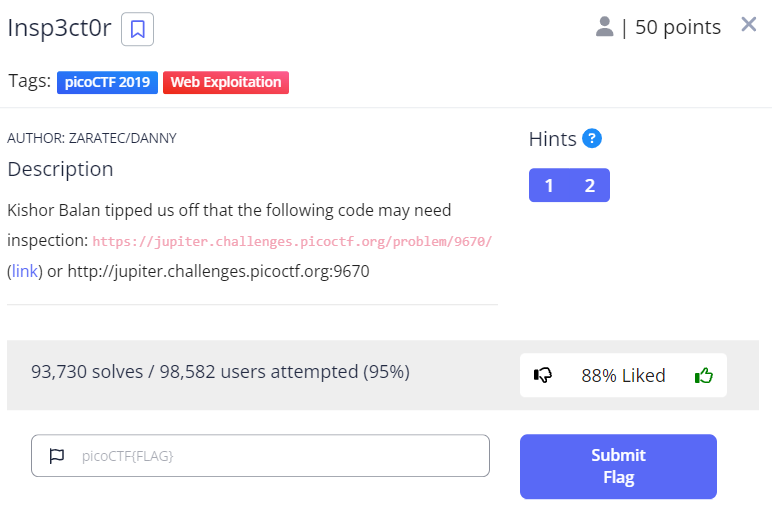 Insp3ct0r
| 50 points
Tags: picoCTF 2019 Web Exploitation
AUTHOR: ZARATEC/DANNY
Description
Kishor Balan tipped us off that the following code may need
inspection: https://jupiter.challenges.picoctf.org/problem/9670/
(link) or http://jupiter.challenges.picoctf.org:9670
Hints ?
1 2
93,730 solves / 98,582 users attempted (95%)
88% Liked
picoCTF{FLAG}
Submit
Flag